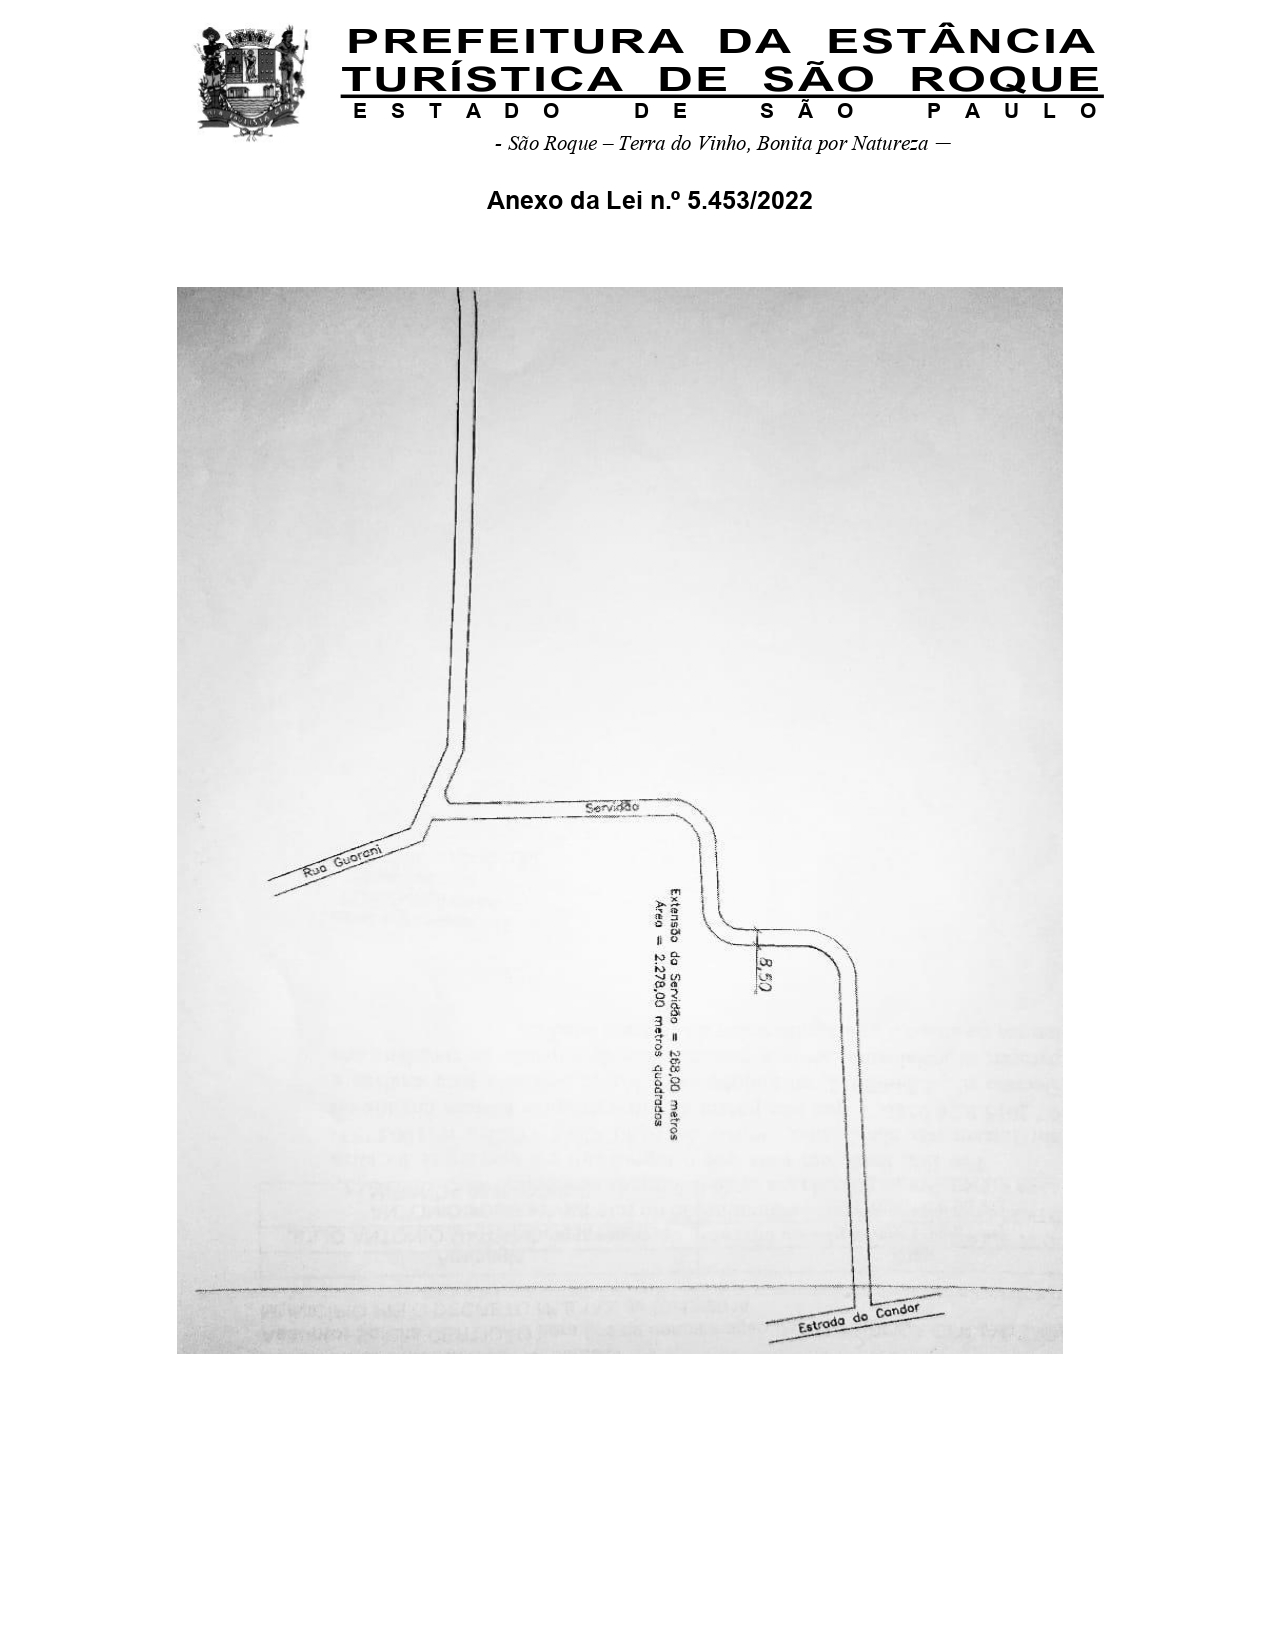 PREFEITURA DA ESTÂNCIA
TURÍSTICA DE SÃO ROQUE
ESTADO DE SÃO PAULO
- São Roque – Terra do Vinho, Bonita por Natureza —
Anexo da Lei n.º 5.453/2022
Servidão
Rua Guarani
Extensão da Servidão = 268,00 metros
Área = 2.278,00 metros quadrados
8,50
Estrada do Candor